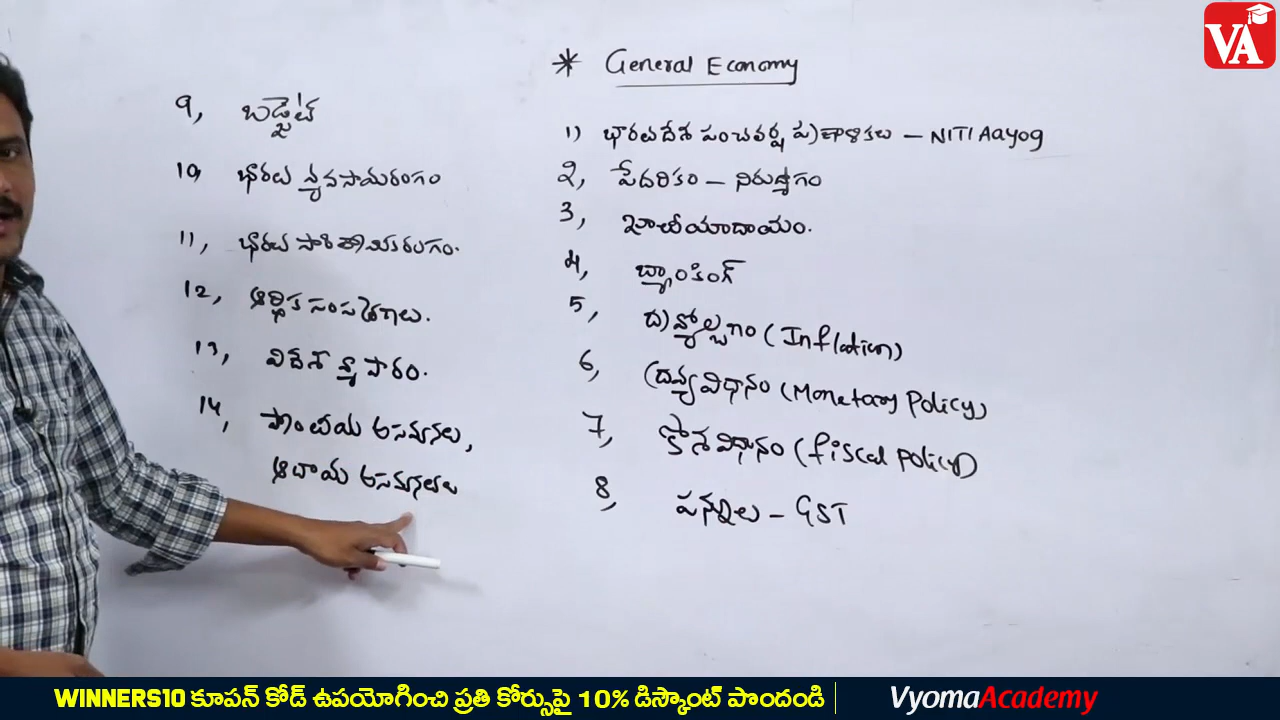 VA
* General Economy
1) భారతదేశ పంచవర్ష ప్రణాళికలు – NITI Aayog
2, పేదరికం – నిరుద్యోగం
3, జాతీయాదాయం.
4, బ్యాంకింగ్
5, ద్రవ్యోల్బణం (Inflation)
6, ద్రవ్యవిధానం (Monetary Policy)
7, కోశవిధానం (fiscal policy)
8, పన్నులు – GST
9, బడ్జెట్
10, భారత వ్యవసాయరంగం
11, భారత పారిశ్రామికరంగం.
12, ఆర్థిక సంస్కరణలు.
13, విదేశీ వ్యాపారం.
14, ప్రాంతీయ అసమానతలు,
ఆదాయ అసమానతలు
WINNERS10 కూపన్ కోడ్ ఉపయోగించి ప్రతి కోర్సుపై 10% డిస్కౌంట్ పొందండి | VyomaAcademy